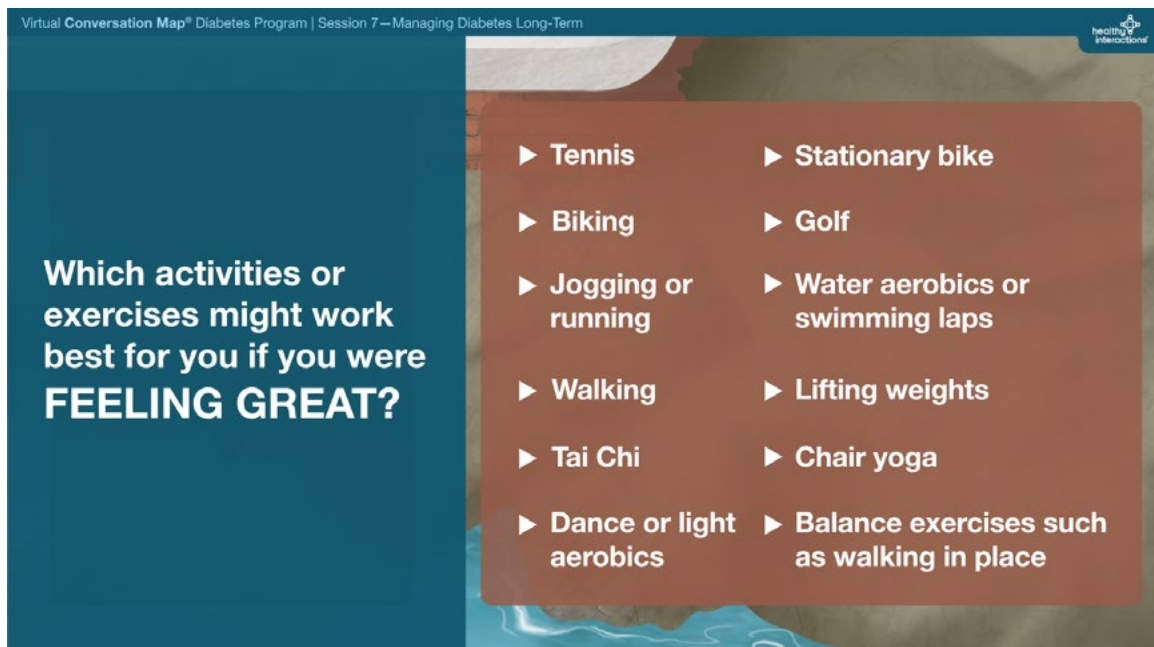 Virtual Conversation Map® Diabetes Program | Session 7—Managing Diabetes Long-Term
healthy
interactions
Which activities or
exercises might work
best for you if you were
FEELING GREAT?
Tennis
Biking
Jogging or
running
Walking
Tai Chi
Dance or light
aerobics
Stationary bike
Golf
Water aerobics or
swimming laps
Lifting weights
Chair yoga
Balance exercises such
as walking in place